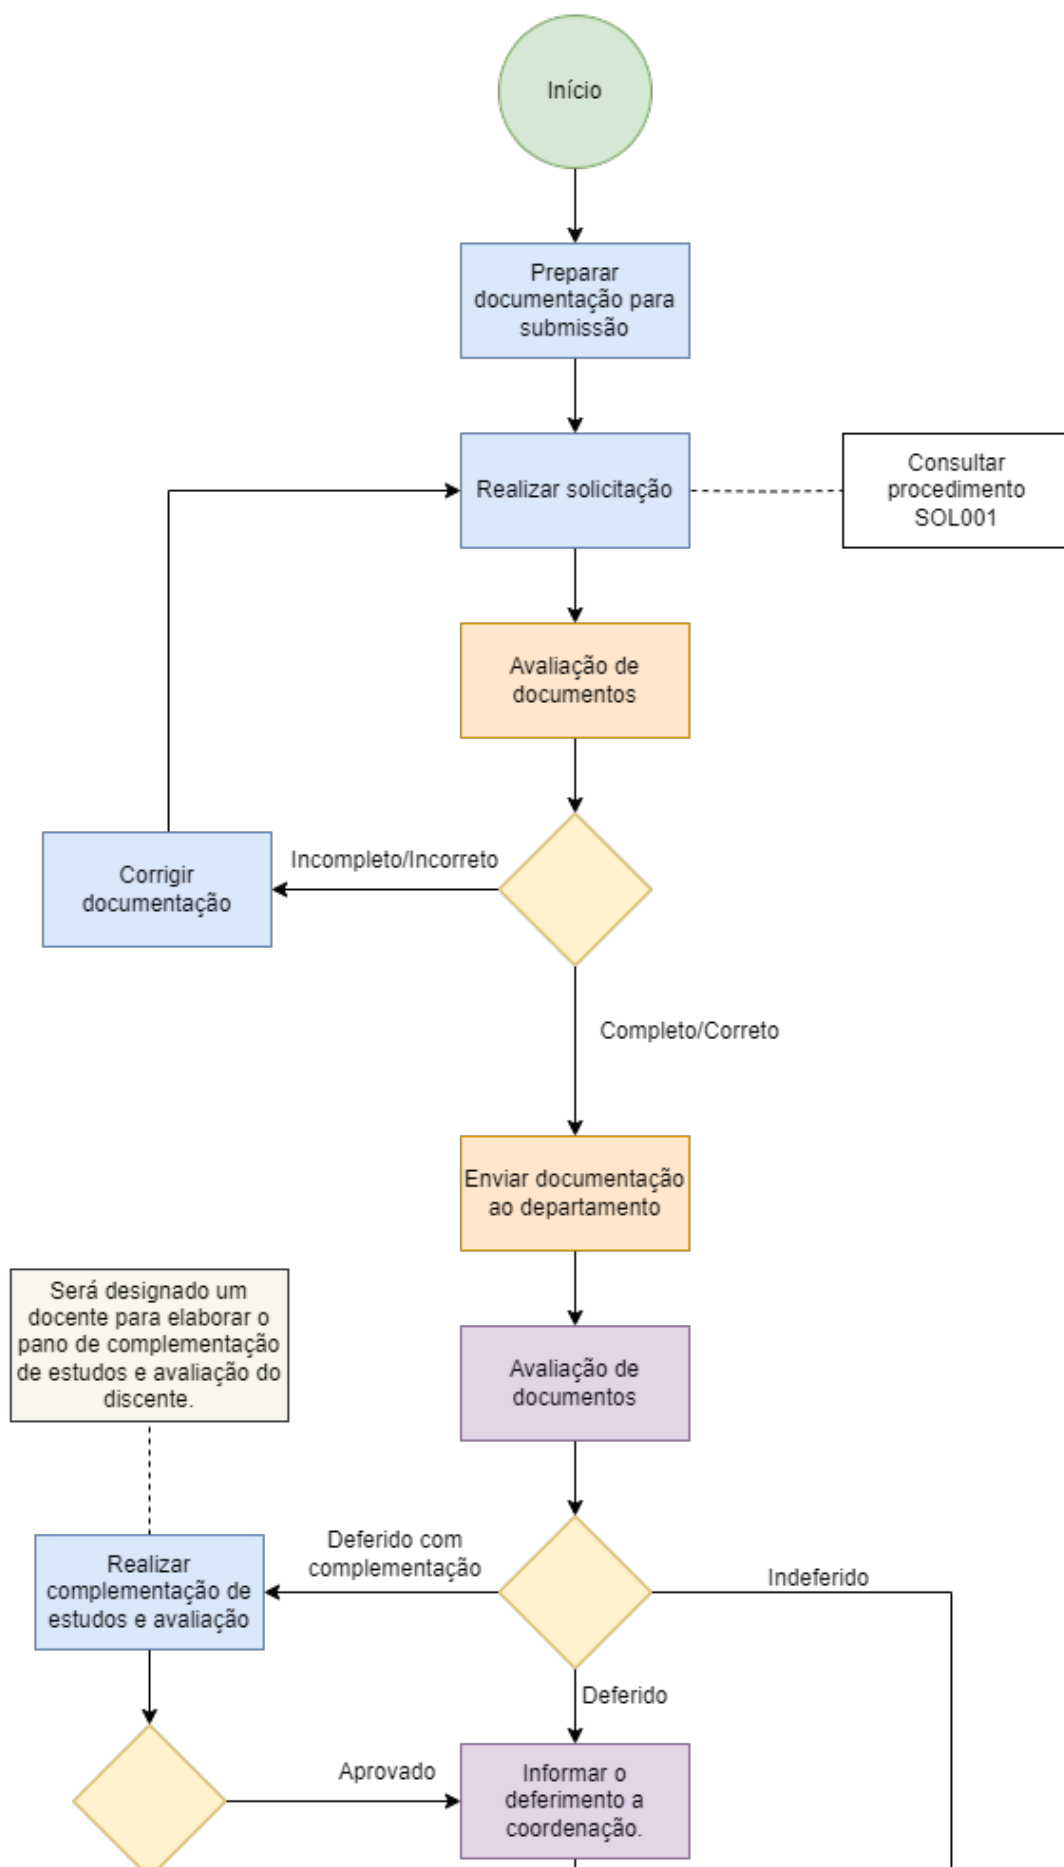 Início
Preparar
documentação para
submissão
Realizar solicitação
Consultar
procedimento
SOL001
Avaliação de
documentos
Incompleto/Incorreto
Corrigir
documentação
Completo/Correto
Enviar documentação
ao departamento
Será designado um
docente para elaborar o
pano de complementação
de estudos e avaliação do
discente.
Avaliação de
documentos
Deferido com
complementação
Indeferido
Realizar
complementação de
estudos e avaliação
Deferido
Aprovado
Informar o
deferimento a
coordenação.